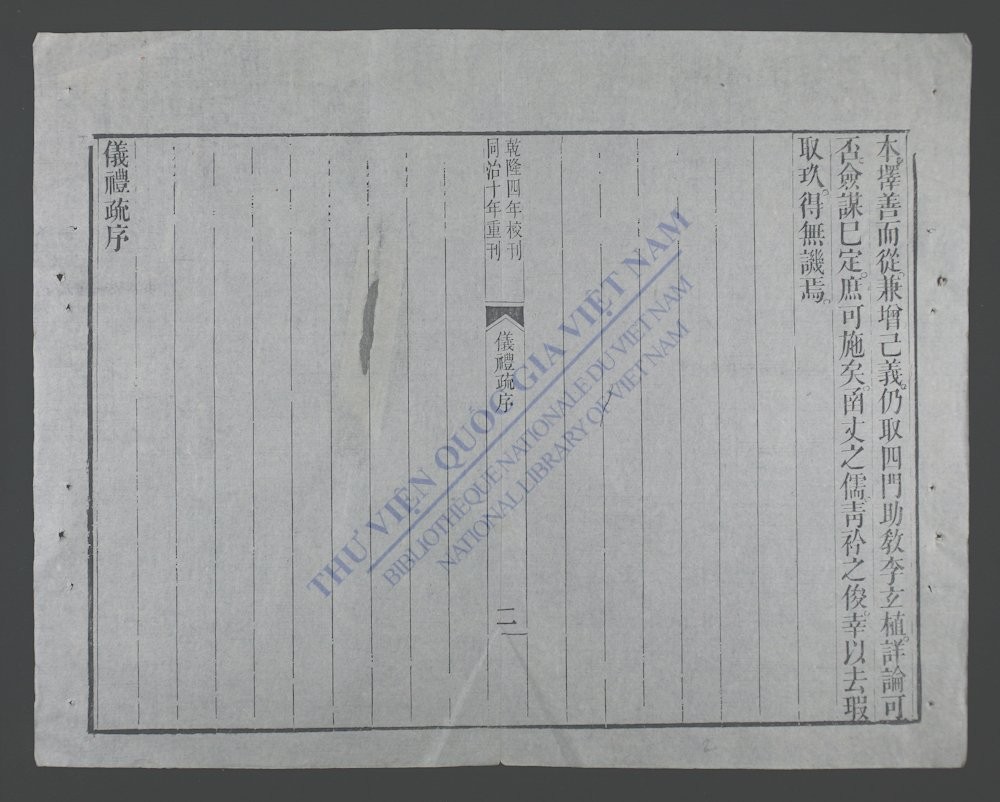 本擇善而從兼增己義仍取四門助教李玄植詳論可
否僉謀已定庶可施矣函丈之儒青衿之俊幸以去瑕
取玖得無譏焉
乾隆四年校刊
同治十年重刊
儀禮疏序
二
儀禮疏序
THƯ VIỆN QUỐC GIA VIỆT NAM
BIBLIOTHÈQUE NATIONALE DU VIETNAM
NATIONAL LIBRARY OF VIETNAM